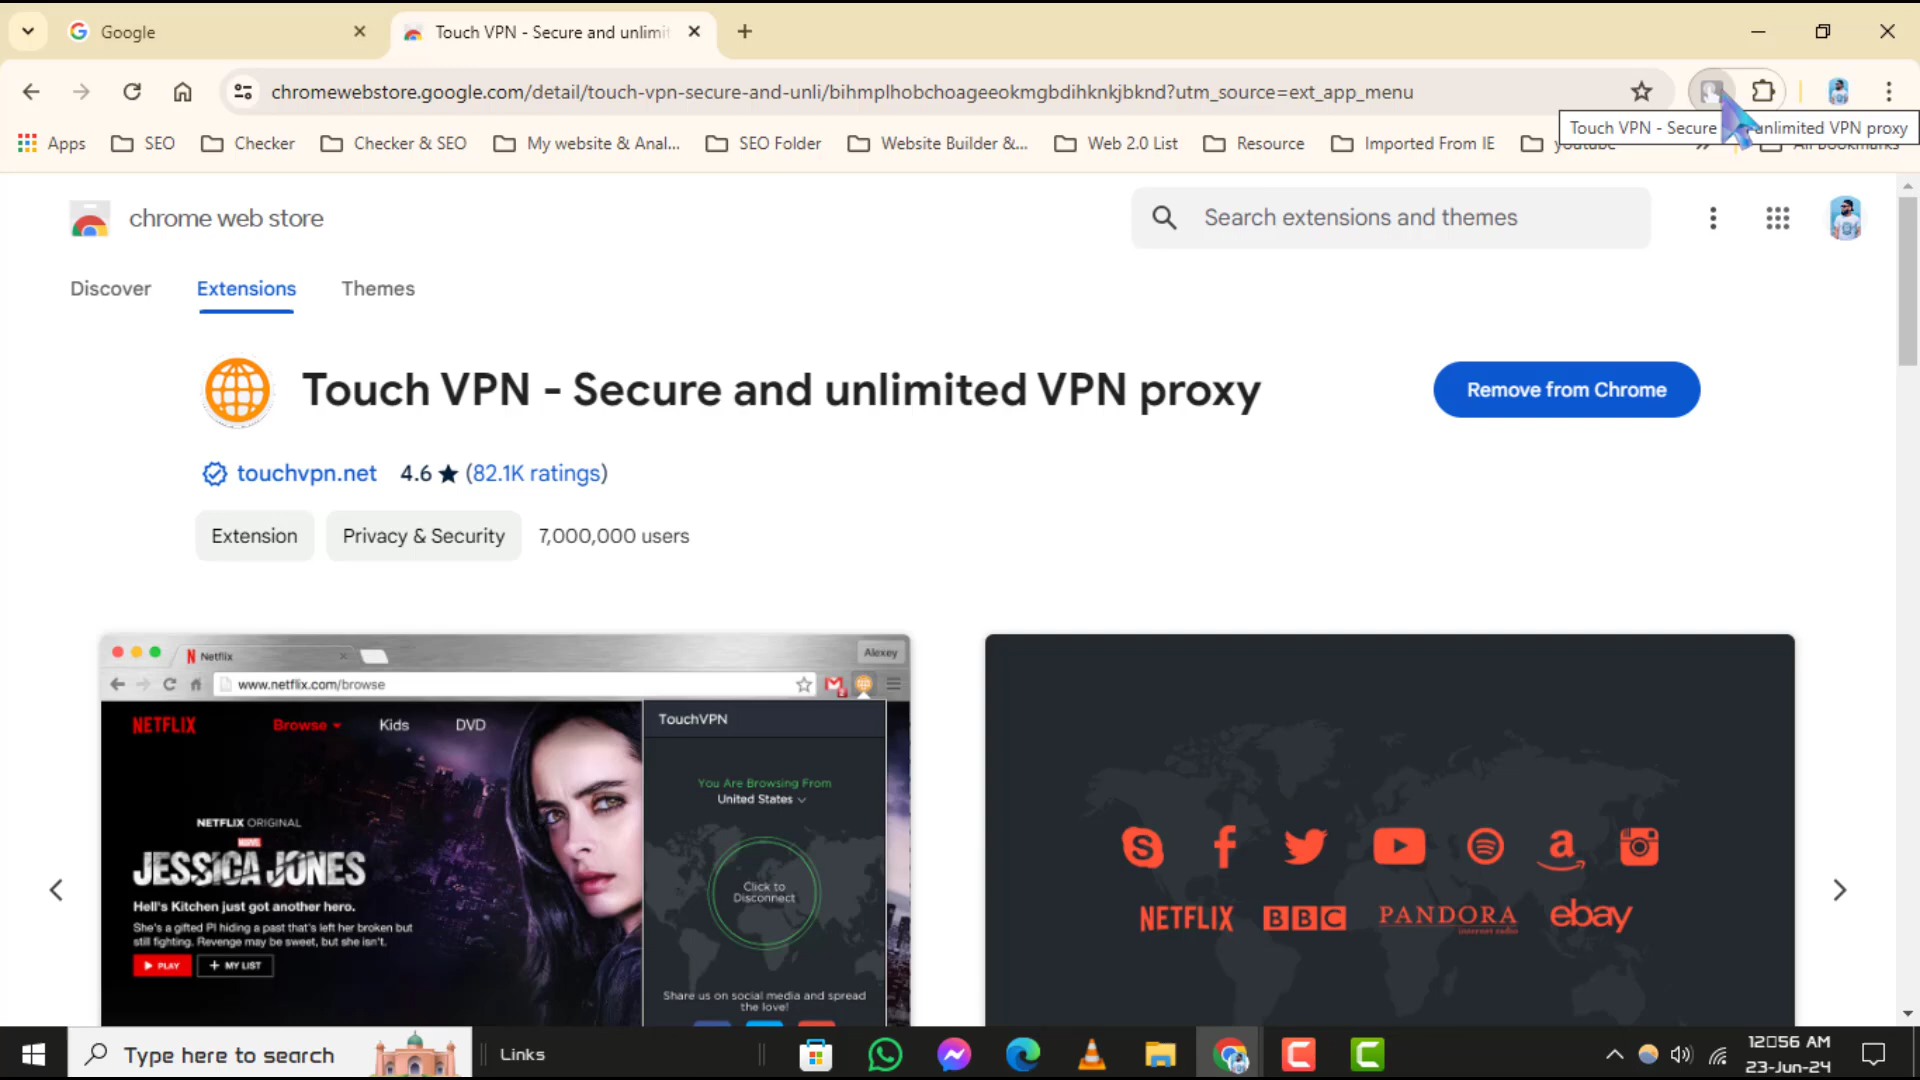 Google
Touch VPN - Secure and unlimit
chromewebstore.google.com/detail/touch-vpn-secure-and-unli/bihmplhobchoageeokmgbdihknkjbknd?utm_source=ext_app_menu
Touch VPN - Secure unlimited VPN proxy
Apps
SEO
Checker
Checker & SEO
My website & Anal...
SEO Folder
Website Builder &...
Web 2.0 List
Resource
Imported From IE
youtube
All Bookmarks
chrome web store
Search extensions and themes
Discover
Extensions
Themes
Touch VPN - Secure and unlimited VPN proxy
Remove from Chrome
touchvpn.net 4.6 ★ (82.1K ratings)
Extension
Privacy & Security
7,000,000 users
Netflix
Alexey
www.netflix.com/browse
NETFLIX
Browse
Kids
DVD
TouchVPN
You Are Browsing From
United States
NETFLIX ORIGINAL
MARVEL
JESSICA JONES
Hell's Kitchen just got another hero.
She's a gifted PI hiding a past that's left her broken but
still fighting. Revenge may be sweet, but she isn't.
PLAY
+ MY LIST
Click to
Disconnect
Share us on social media and spread
the love!
NETFLIX
BBC
PANDORA
internet radio
ebay
Type here to search
Links
12▯56 AM
23-Jun-24